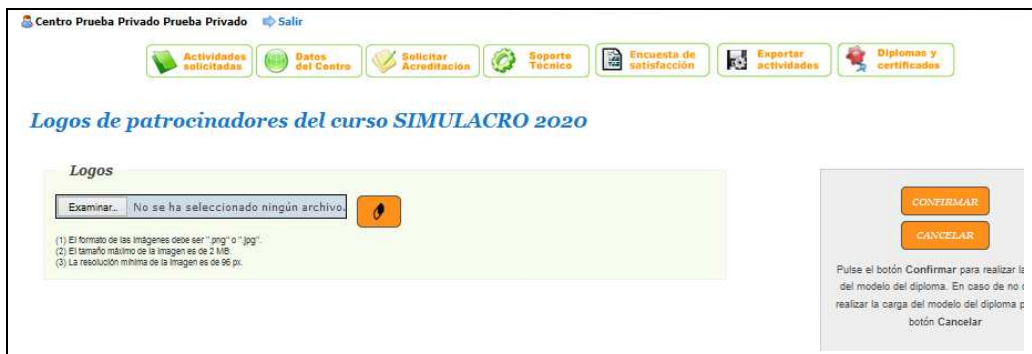 Centro Prueba Privado Prueba Privado Salir
Actividades solicitadas
Datos del Centro
Solicitar Acreditación
Soporte Técnico
Encuesta de satisfacción
Exportar actividades
Diplomas y certificados
Logos de patrocinadores del curso SIMULACRO 2020
Logos
Examinar.. No se ha seleccionado ningún archivo.
(1) El formato de las imágenes debe ser ".png" o ".jpg".
(2) El tamaño máximo de la imagen es de 2 MB.
(3) La resolución mínima de la imagen es de 96 px.
CONFIRMAR
CANCELAR
Pulse el botón Confirmar para realizar la
del modelo del diploma. En caso de no
realizar la carga del modelo del diploma
botón Cancelar